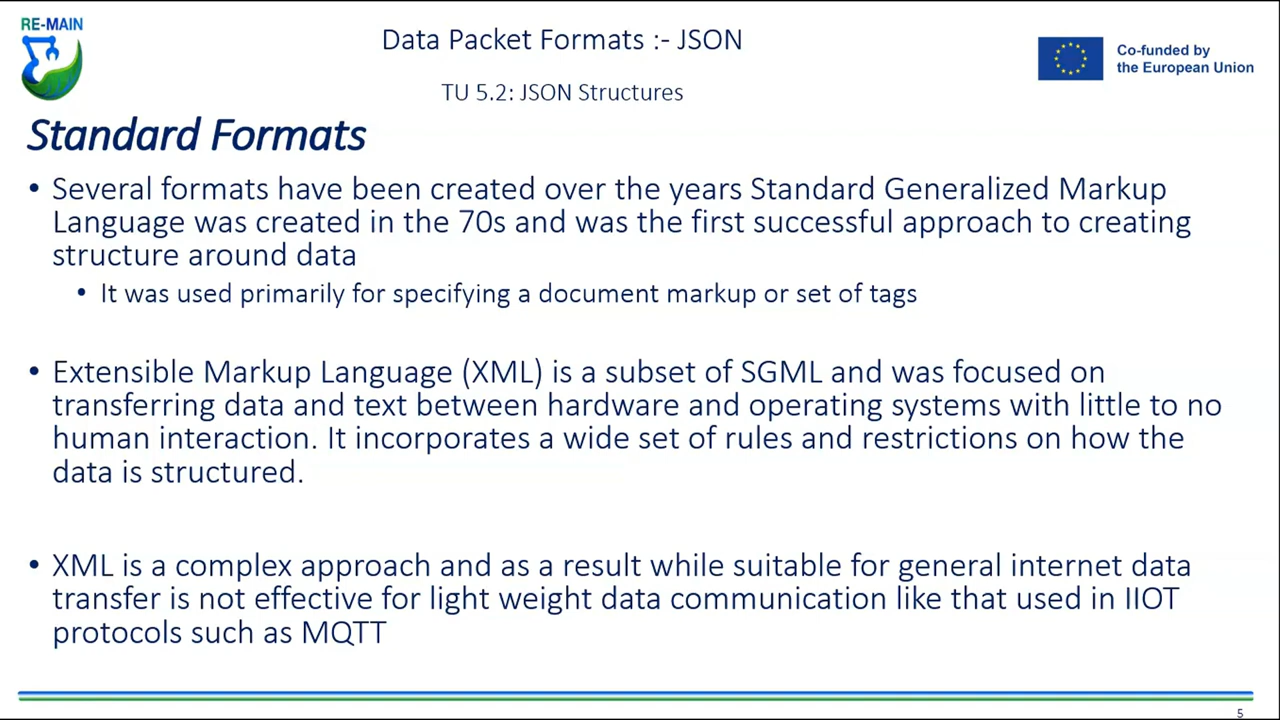 RE-MAIN
Data Packet Formats :- JSON
Co-funded by
the European Union
TU 5.2: JSON Structures
Standard Formats
• Several formats have been created over the years Standard Generalized Markup
Language was created in the 70s and was the first successful approach to creating
structure around data
• It was used primarily for specifying a document markup or set of tags
• Extensible Markup Language (XML) is a subset of SGML and was focused on
transferring data and text between hardware and operating systems with little to no
human interaction. It incorporates a wide set of rules and restrictions on how the
data is structured.
• XML is a complex approach and as a result while suitable for general internet data
transfer is not effective for light weight data communication like that used in IIOT
protocols such as MQTT
5